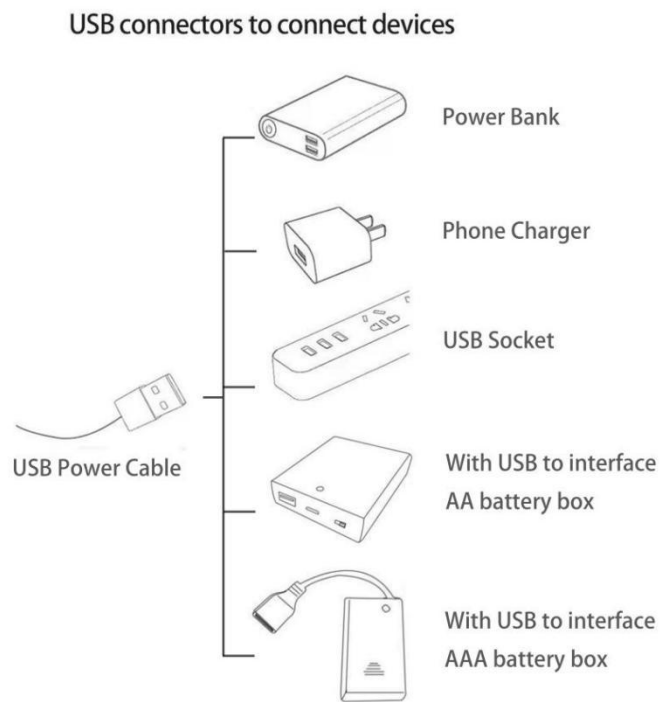 USB connectors to connect devices
Power Bank
Phone Charger
USB Socket
USB Power Cable
With USB to interface
AA battery box
With USB to interface
AAA battery box